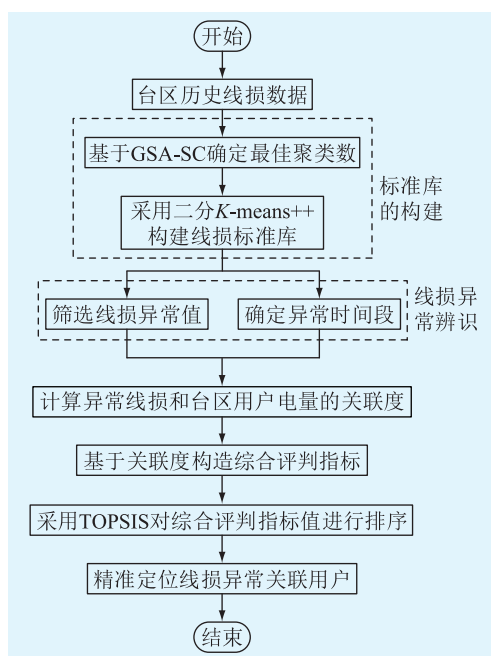 开始
台区历史线损数据
基于GSA-SC确定最佳聚类数
采用二分K-means++
构建线损标准库
标准库
的构建
筛选线损异常值
确定异常时间段
线损异
常辨识
计算异常线损和台区用户电量的关联度
基于关联度构造综合评判指标
采用TOPSIS对综合评判指标值进行排序
精准定位线损异常关联用户
结束